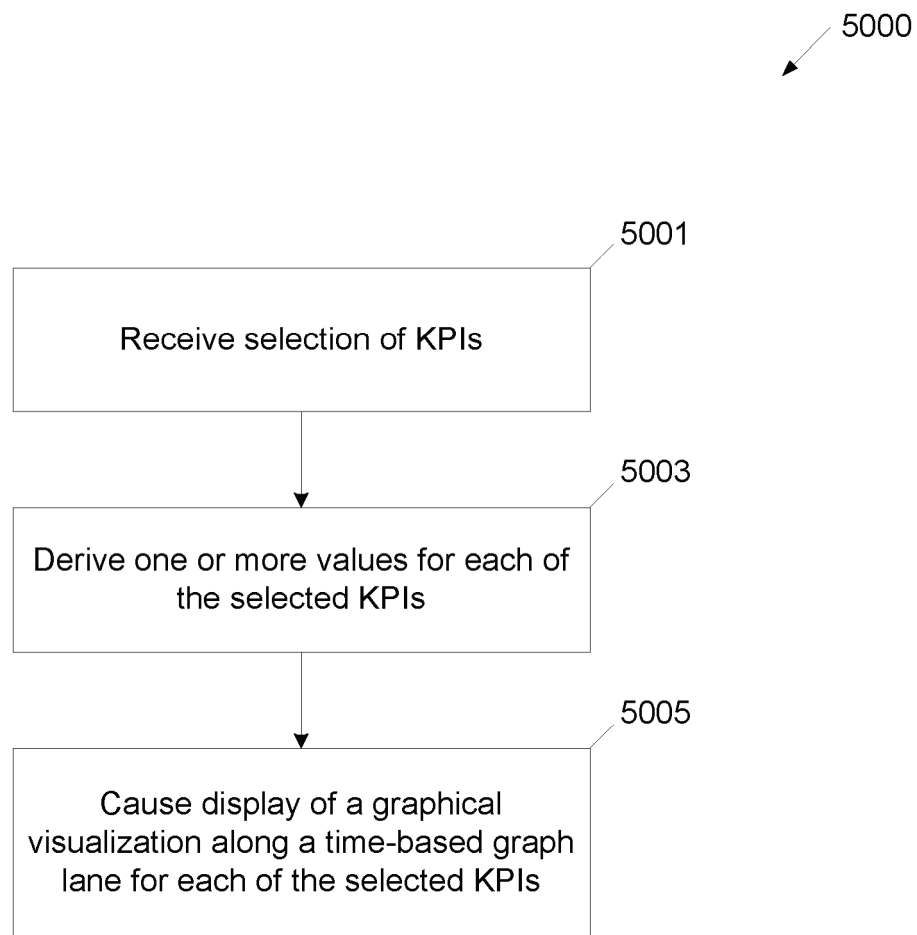 5000
5001
Receive selection of KPIs
5003
Derive one or more values for each of
the selected KPIs
5005
Cause display of a graphical
visualization along a time-based graph
lane for each of the selected KPIs